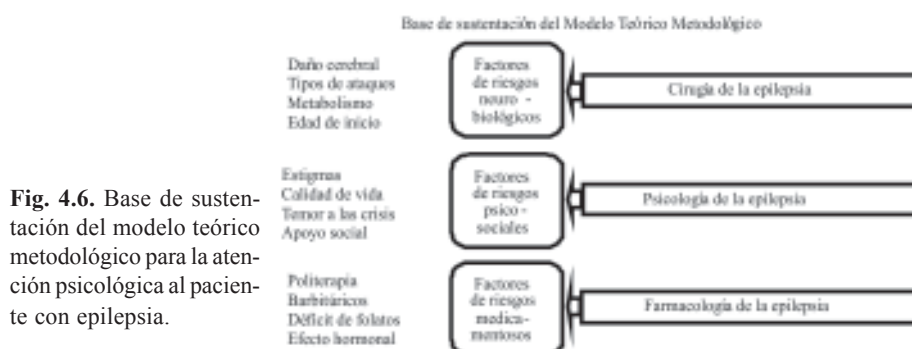 Base de sustentación del Modelo Teórico Metodológico
Daño cerebral
Tipos de ataques
Metabolismo
Edad de inicio
Factores
de riesgos
neuro -
biológicos
Cirugía de la epilepsia
Estigmas
Calidad de vida
Temor a las crisis
Apoyo social
Factores
de riesgos
psico -
sociales
Psicología de la epilepsia
Politerapia
Barbitúricos
Déficit de folatos
Efecto hormonal
Factores
de riesgos
medica-
mentosos
Farmacología de la epilepsia
Fig. 4.6. Base de susten-
tación del modelo teórico
metodológico para la aten-
ción psicológica al pacien-
te con epilepsia.